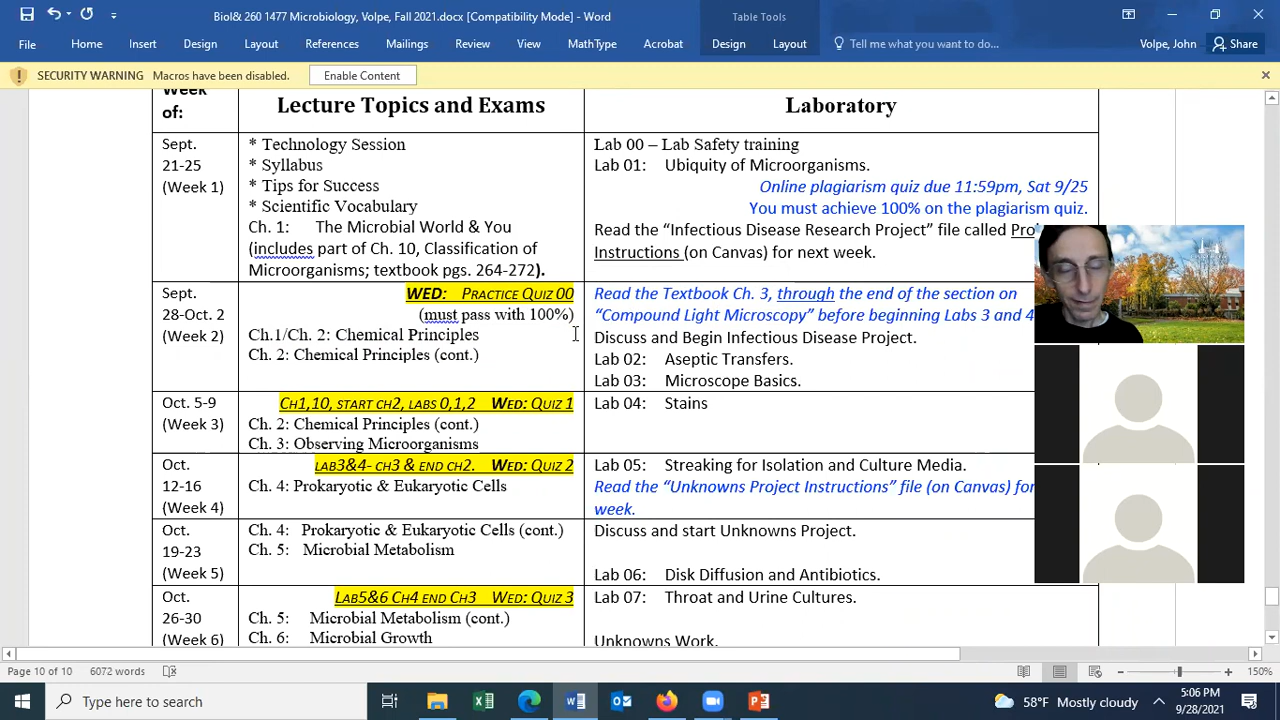 Biol& 260 1477 Microbiology, Volpe, Fall 2021.docx [Compatibility Mode] - Word
Table Tools
File Home Insert Design Layout References Mailings Review View MathType Acrobat Design Layout Tell me what you want to do... Volpe, John Share
SECURITY WARNING Macros have been disabled. Enable Content
Week of:
Lecture Topics and Exams
Laboratory
Sept. 21-25 (Week 1)
* Technology Session
* Syllabus
* Tips for Success
* Scientific Vocabulary
Ch. 1: The Microbial World & You
(includes part of Ch. 10, Classification of
Microorganisms; textbook pgs. 264-272).
Lab 00 – Lab Safety training
Lab 01: Ubiquity of Microorganisms.
Online plagiarism quiz due 11:59pm, Sat 9/25
You must achieve 100% on the plagiarism quiz.
Read the “Infectious Disease Research Project” file called Pro
Instructions (on Canvas) for next week.
Sept. 28-Oct. 2 (Week 2)
WED: PRACTICE QUIZ 00
(must pass with 100%)
Ch.1/Ch. 2: Chemical Principles
Ch. 2: Chemical Principles (cont.)
Read the Textbook Ch. 3, through the end of the section on
“Compound Light Microscopy” before beginning Labs 3 and 4
Discuss and Begin Infectious Disease Project.
Lab 02: Aseptic Transfers.
Lab 03: Microscope Basics.
Oct. 5-9 (Week 3)
CH1,10, START CH2, LABS 0,1,2 WED: QUIZ 1
Ch. 2: Chemical Principles (cont.)
Ch. 3: Observing Microorganisms
Lab 04: Stains
Oct. 12-16 (Week 4)
LAB3&4- CH3 & END CH2. WED: QUIZ 2
Ch. 4: Prokaryotic & Eukaryotic Cells
Lab 05: Streaking for Isolation and Culture Media.
Read the “Unknowns Project Instructions” file (on Canvas) for
week.
Oct. 19-23 (Week 5)
Ch. 4: Prokaryotic & Eukaryotic Cells (cont.)
Ch. 5: Microbial Metabolism
Discuss and start Unknowns Project.
Lab 06: Disk Diffusion and Antibiotics.
Oct. 26-30 (Week 6)
LAB5&6 CH4 END CH3 WED: QUIZ 3
Ch. 5: Microbial Metabolism (cont.)
Ch. 6: Microbial Growth
Lab 07: Throat and Urine Cultures.
Unknowns Work.
Page 10 of 10 6072 words 150%
Type here to search
58°F Mostly cloudy
5:06 PM
9/28/2021